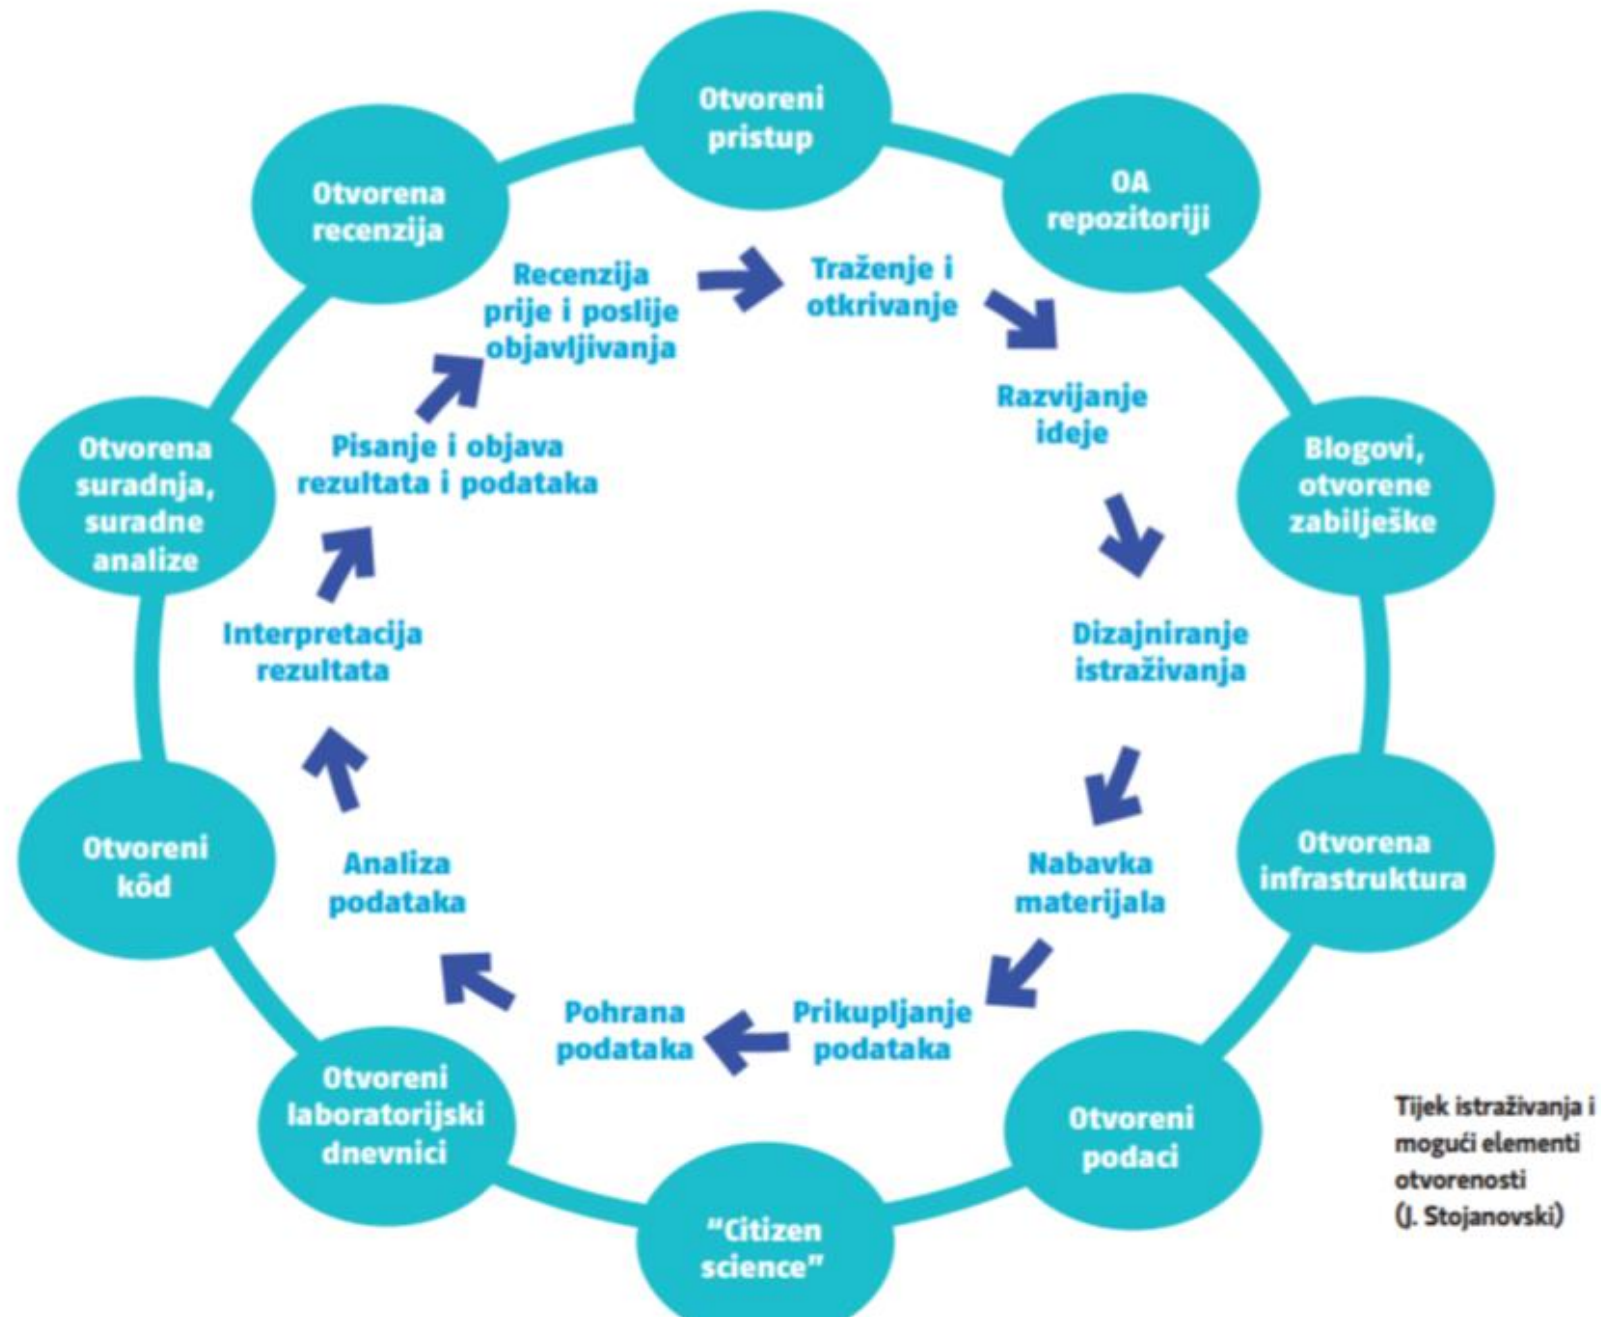 Otvoreni
pristup
OA
repozitoriji
Blogovi,
otvorene
zabilješke
Otvorena
infrastruktura
Otvoreni
podaci
“Citizen
science”
Otvoreni
laboratorijski
dnevnici
Otvoreni
kôd
Otvorena
suradnja,
suradne
analize
Otvorena
recenzija
Traženje i
otkrivanje
Razvijanje
ideje
Dizajniranje
istraživanja
Nabavka
materijala
Prikupljanje
podataka
Pohrana
podataka
Analiza
podataka
Interpretacija
rezultata
Pisanje i objava
rezultata i podataka
Recenzija
prije i poslije
objavljivanja
Tijek istraživanja i
mogući elementi
otvorenosti
(J. Stojanovski)